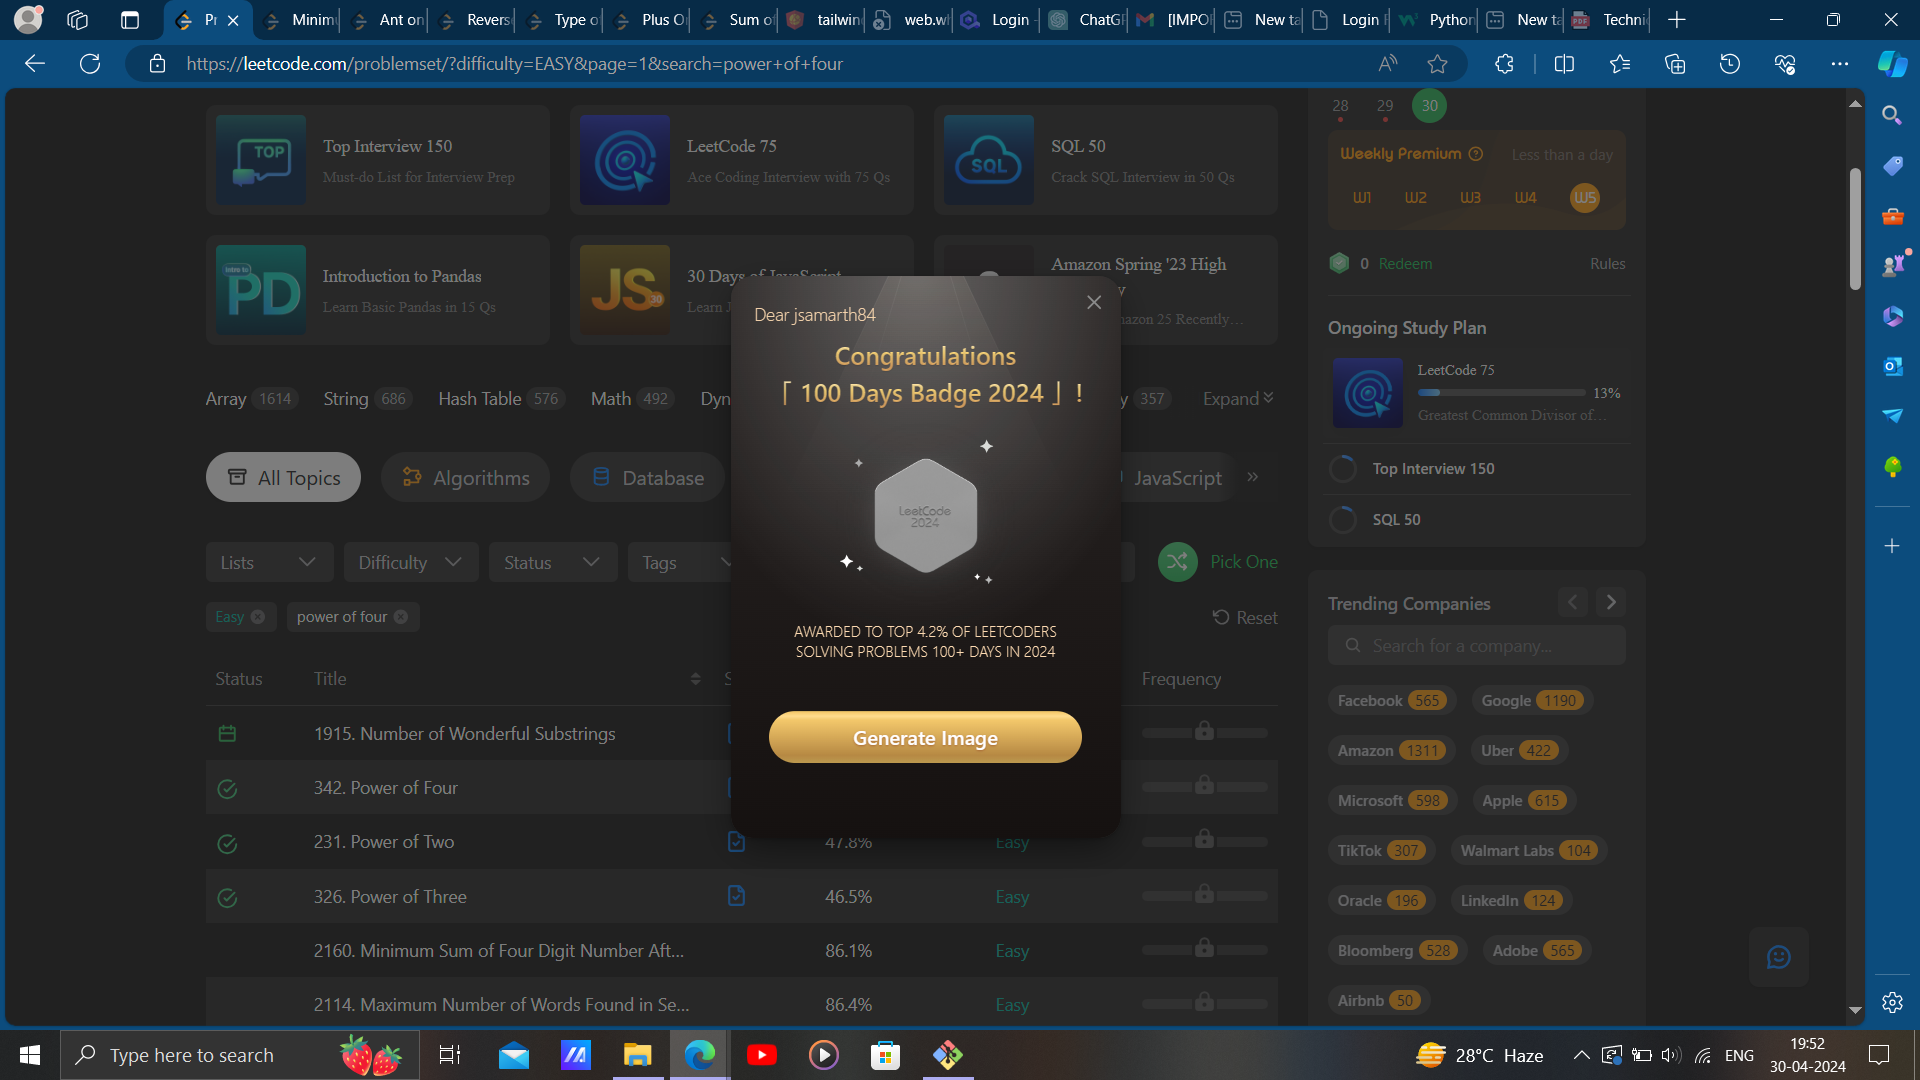 Pr
Minimu
Ant on
Revers
Type o
Plus O
Sum of
tailwin
web.wh
Login -
ChatGP
[IMPOR
New ta
Login P
Python
New ta
Techni
https://leetcode.com/problemset/?difficulty=EASY&page=1&search=power+of+four
TOP
Top Interview 150
Must-do List for Interview Prep
LeetCode 75
Ace Coding Interview with 75 Qs
SQL
SQL 50
Crack SQL Interview in 50 Qs
Intro to
PD
Introduction to Pandas
Learn Basic Pandas in 15 Qs
JS 30
30 Days of JavaScript
Learn J
Amazon Spring '23 High
y
mazon 25 Recently…
Array 1614
String 686
Hash Table 576
Math 492
Dyn
y 357
Expand
All Topics
Algorithms
Database
JavaScript
Lists
Difficulty
Status
Tags
Pick One
Easy
power of four
Reset
Status
Title
S
Frequency
1915. Number of Wonderful Substrings
342. Power of Four
231. Power of Two
47.8%
Easy
326. Power of Three
46.5%
Easy
2160. Minimum Sum of Four Digit Number Aft...
86.1%
Easy
2114. Maximum Number of Words Found in Se...
86.4%
Easy
Dear jsamarth84
Congratulations
「 100 Days Badge 2024 」 !
LeetCode
2024
AWARDED TO TOP 4.2% OF LEETCODERS
SOLVING PROBLEMS 100+ DAYS IN 2024
Generate Image
28 29 30
Weekly Premium
Less than a day
W1 W2 W3 W4 W5
0 Redeem
Rules
Ongoing Study Plan
LeetCode 75
13%
Greatest Common Divisor of…
Top Interview 150
SQL 50
Trending Companies
Search for a company...
Facebook 565
Google 1190
Amazon 1311
Uber 422
Microsoft 598
Apple 615
TikTok 307
Walmart Labs 104
Oracle 196
LinkedIn 124
Bloomberg 528
Adobe 565
Airbnb 50
Type here to search
28°C Haze
ENG
19:52
30-04-2024